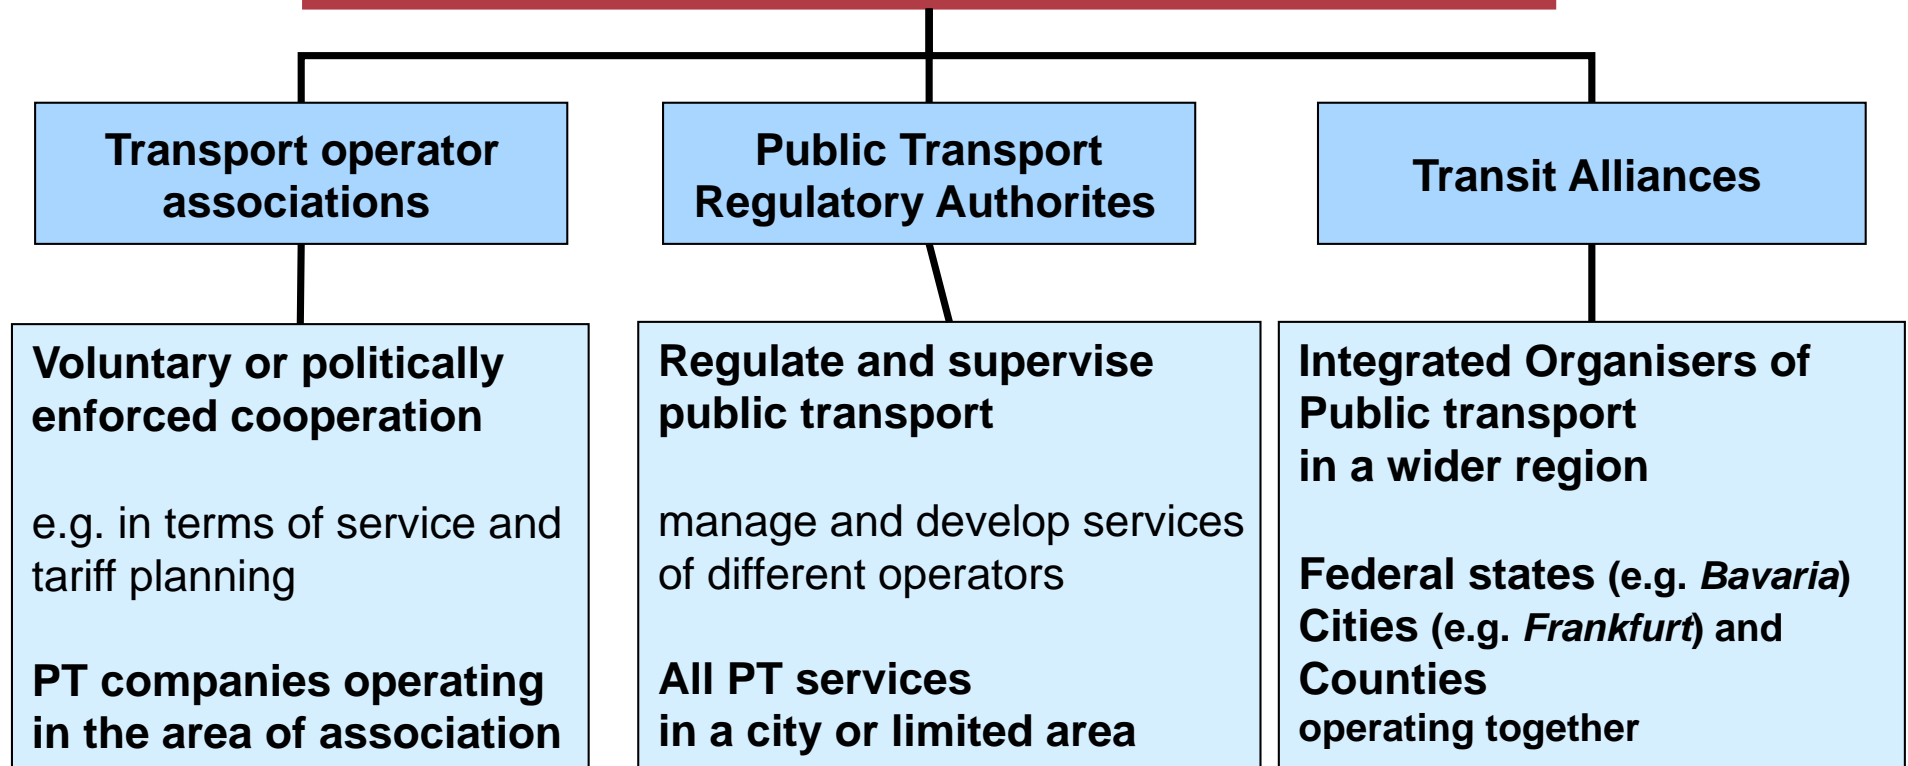 Transport operator
associations
Public Transport
Regulatory Authorites
Transit Alliances
Voluntary or politically
enforced cooperation
e.g. in terms of service and
tariff planning
PT companies operating
in the area of association
Regulate and supervise
public transport
manage and develop services
of different operators
All PT services
in a city or limited area
Integrated Organisers of
Public transport
in a wider region
Federal states (e.g. Bavaria)
Cities (e.g. Frankfurt) and
Counties
operating together